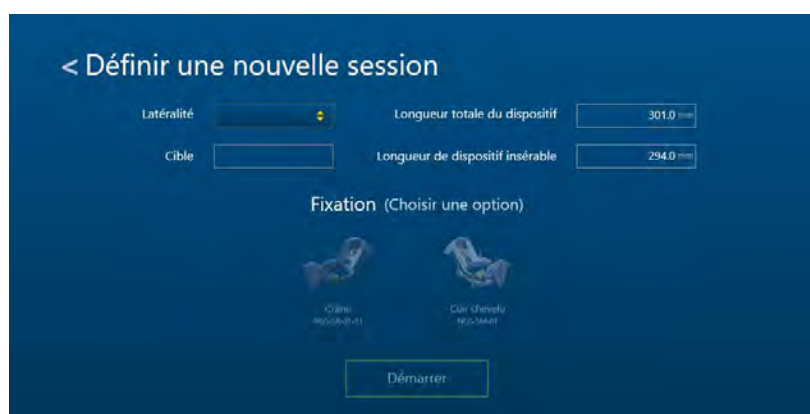 < Définir une nouvelle session
Latéralité
Longueur totale du dispositif 301.0 mm
Cible
Longueur de dispositif insérable 294.0 mm
Fixation (Choisir une option)
Crâne
Cuir chevelu
Démarrer